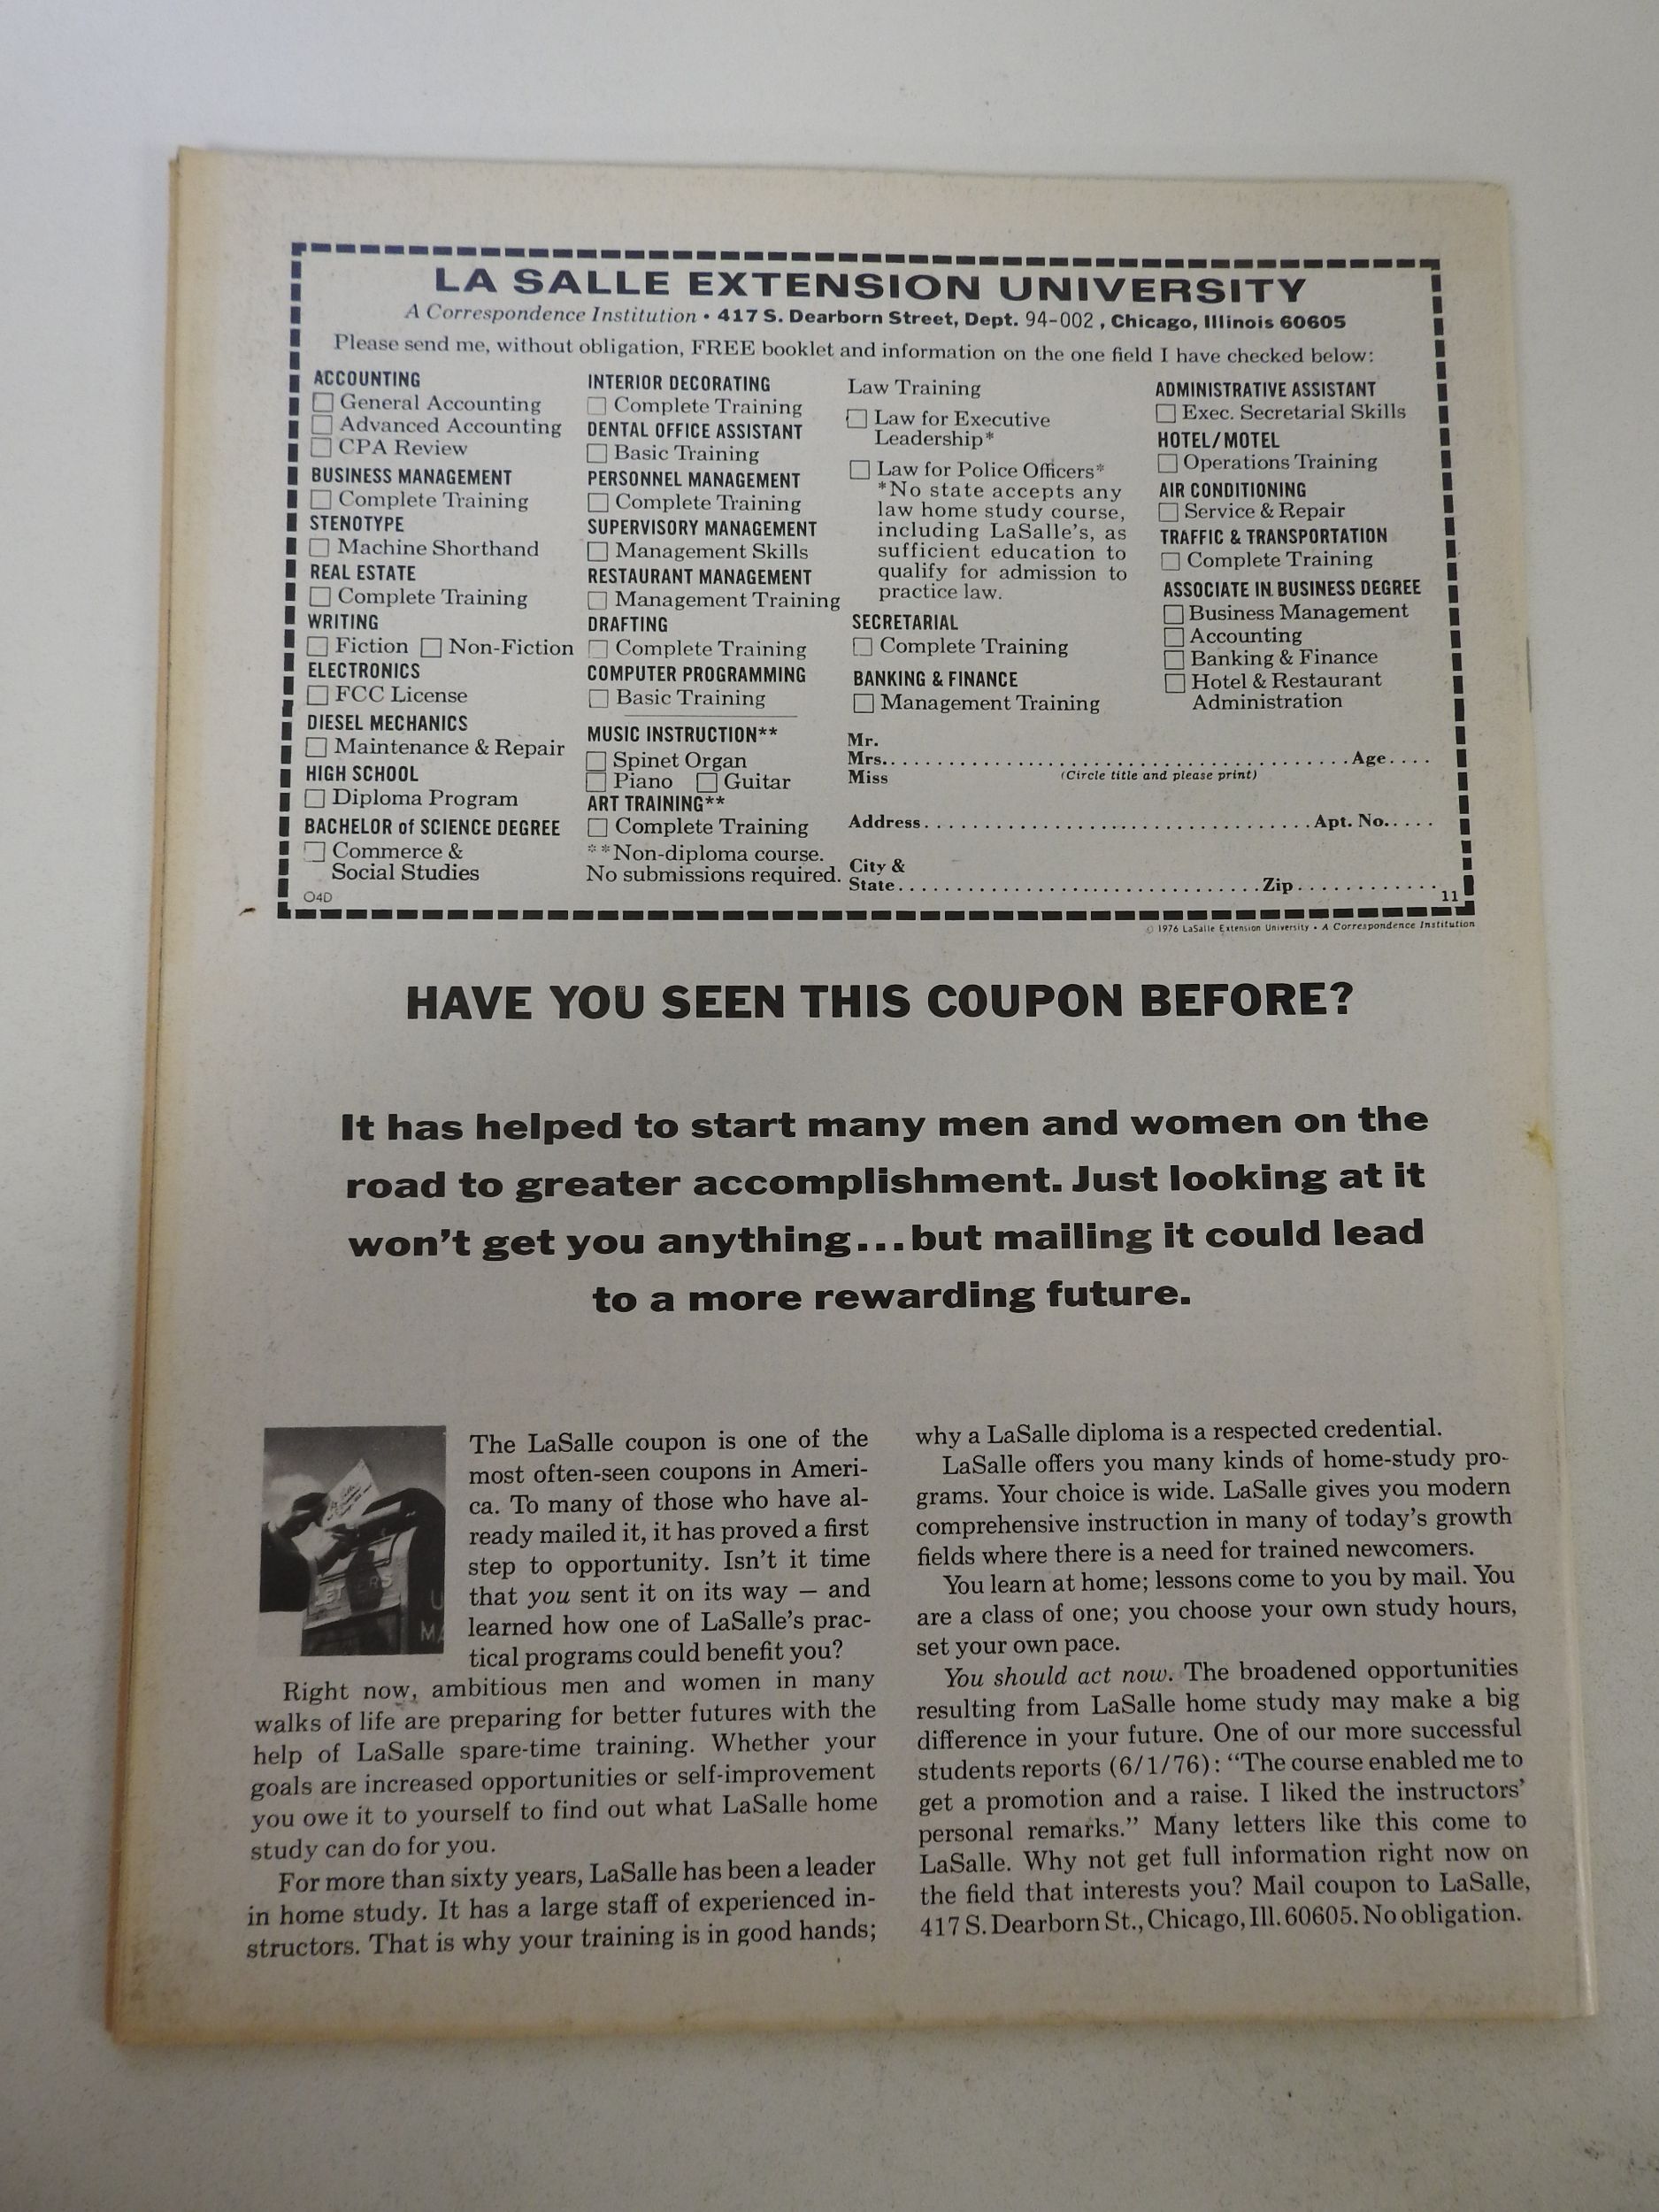 LA SALLE EXTENSION UNIVERSITY
A Correspondence Institution • 417 S. Dearborn Street, Dept. 94-002 , Chicago, Illinois 60605
Please send me, without obligation, FREE booklet and information on the one field I have checked below:
ACCOUNTING
General Accounting
Advanced Accounting
CPA Review
BUSINESS MANAGEMENT
Complete Training
STENOTYPE
Machine Shorthand
REAL ESTATE
Complete Training
WRITING
Fiction Non-Fiction
ELECTRONICS
FCC License
DIESEL MECHANICS
Maintenance & Repair
HIGH SCHOOL
Diploma Program
BACHELOR of SCIENCE DEGREE
Commerce &
Social Studies
O4D
INTERIOR DECORATING
Complete Training
DENTAL OFFICE ASSISTANT
Basic Training
PERSONNEL MANAGEMENT
Complete Training
SUPERVISORY MANAGEMENT
Management Skills
RESTAURANT MANAGEMENT
Management Training
DRAFTING
Complete Training
COMPUTER PROGRAMMING
Basic Training
MUSIC INSTRUCTION**
Spinet Organ
Piano Guitar
ART TRAINING**
Complete Training
**Non-diploma course.
No submissions required.
Law Training
Law for Executive
Leadership*
Law for Police Officers*
*No state accepts any
law home study course,
including LaSalle's, as
sufficient education to
qualify for admission to
practice law.
SECRETARIAL
Complete Training
BANKING & FINANCE
Management Training
ADMINISTRATIVE ASSISTANT
Exec. Secretarial Skills
HOTEL/MOTEL
Operations Training
AIR CONDITIONING
Service & Repair
TRAFFIC & TRANSPORTATION
Complete Training
ASSOCIATE IN BUSINESS DEGREE
Business Management
Accounting
Banking & Finance
Hotel & Restaurant
Administration
Mr.
Mrs. Age
Miss (Circle title and please print)
Address Apt. No.
City &
State Zip
11
© 1976 LaSalle Extension University • A Correspondence Institution
HAVE YOU SEEN THIS COUPON BEFORE?
It has helped to start many men and women on the
road to greater accomplishment. Just looking at it
won't get you anything...but mailing it could lead
to a more rewarding future.
The LaSalle coupon is one of the
most often-seen coupons in Ameri-
ca. To many of those who have al-
ready mailed it, it has proved a first
step to opportunity. Isn't it time
that you sent it on its way — and
learned how one of LaSalle's prac-
tical programs could benefit you?
Right now, ambitious men and women in many
walks of life are preparing for better futures with the
help of LaSalle spare-time training. Whether your
goals are increased opportunities or self-improvement
you owe it to yourself to find out what LaSalle home
study can do for you.
For more than sixty years, LaSalle has been a leader
in home study. It has a large staff of experienced in-
structors. That is why your training is in good hands;
why a LaSalle diploma is a respected credential.
LaSalle offers you many kinds of home-study pro-
grams. Your choice is wide. LaSalle gives you modern
comprehensive instruction in many of today's growth
fields where there is a need for trained newcomers.
You learn at home; lessons come to you by mail. You
are a class of one; you choose your own study hours,
set your own pace.
You should act now. The broadened opportunities
resulting from LaSalle home study may make a big
difference in your future. One of our more successful
students reports (6/1/76): "The course enabled me to
get a promotion and a raise. I liked the instructors'
personal remarks." Many letters like this come to
LaSalle. Why not get full information right now on
the field that interests you? Mail coupon to LaSalle,
417 S. Dearborn St., Chicago, Ill. 60605. No obligation.